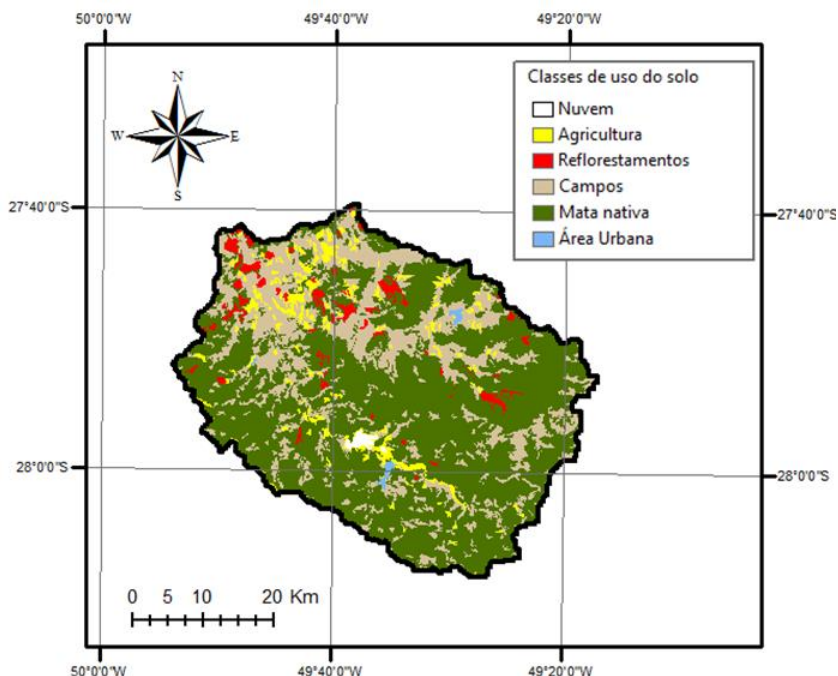 50°0'0"W 49°40'0"W 49°20'0"W
N
W E
S
Classes de uso do solo
Nuvem
Agricultura
Reflorestamentos
Campos
Mata nativa
Área Urbana
27°40'0"S 27°40'0"S
28°0'0"S 28°0'0"S
0 5 10 20 Km
50°0'0"W 49°40'0"W 49°20'0"W